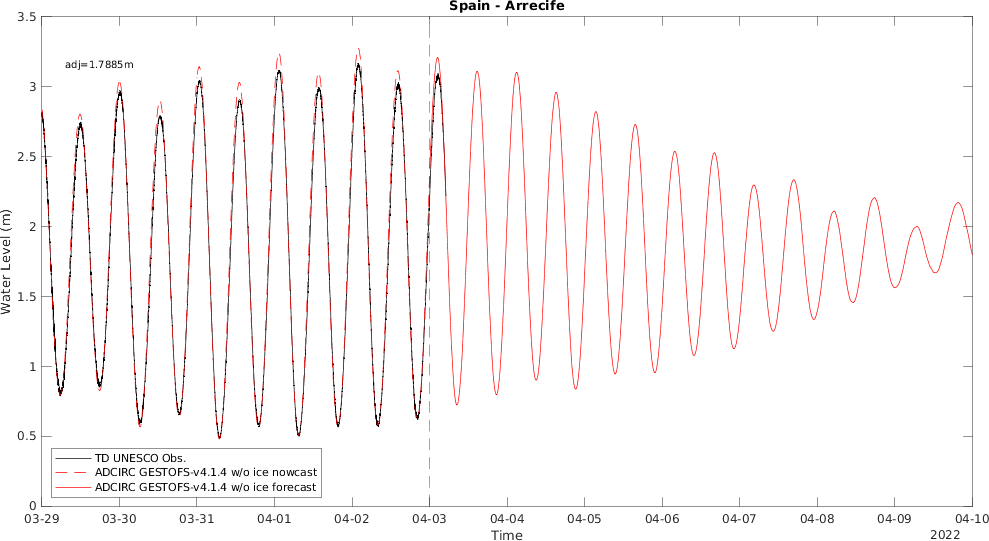 Spain - Arrecife
3.5
adj=1.7885m
3
2.5
2
Water Level (m)
1.5
1
0.5
TD UNESCO Obs.
ADCIRC GESTOFS-v4.1.4 w/o ice nowcast
ADCIRC GESTOFS-v4.1.4 w/o ice forecast
0
03-29 03-30 03-31 04-01 04-02 04-03 04-04 04-05 04-06 04-07 04-08 04-09 04-10
Time
2022